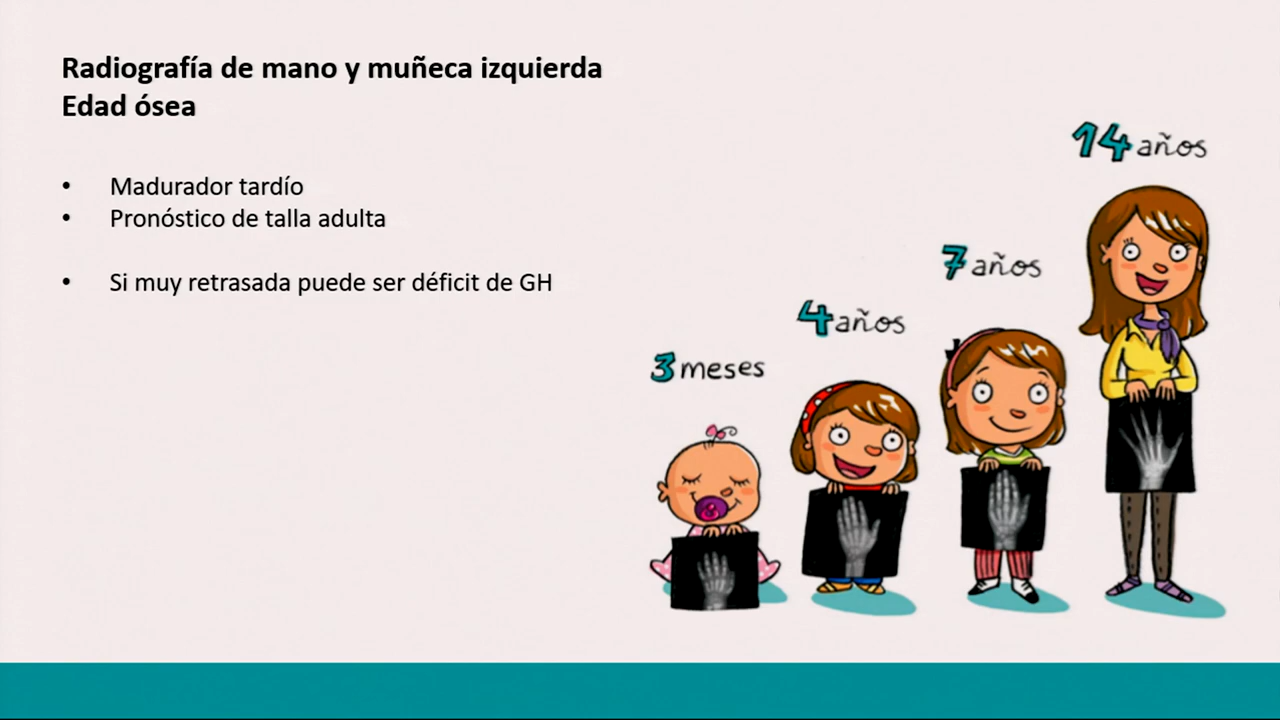 Radiografía de mano y muñeca izquierda
Edad ósea
• Madurador tardío
• Pronóstico de talla adulta
• Si muy retrasada puede ser déficit de GH
14 años
7 años
4 años
3 meses